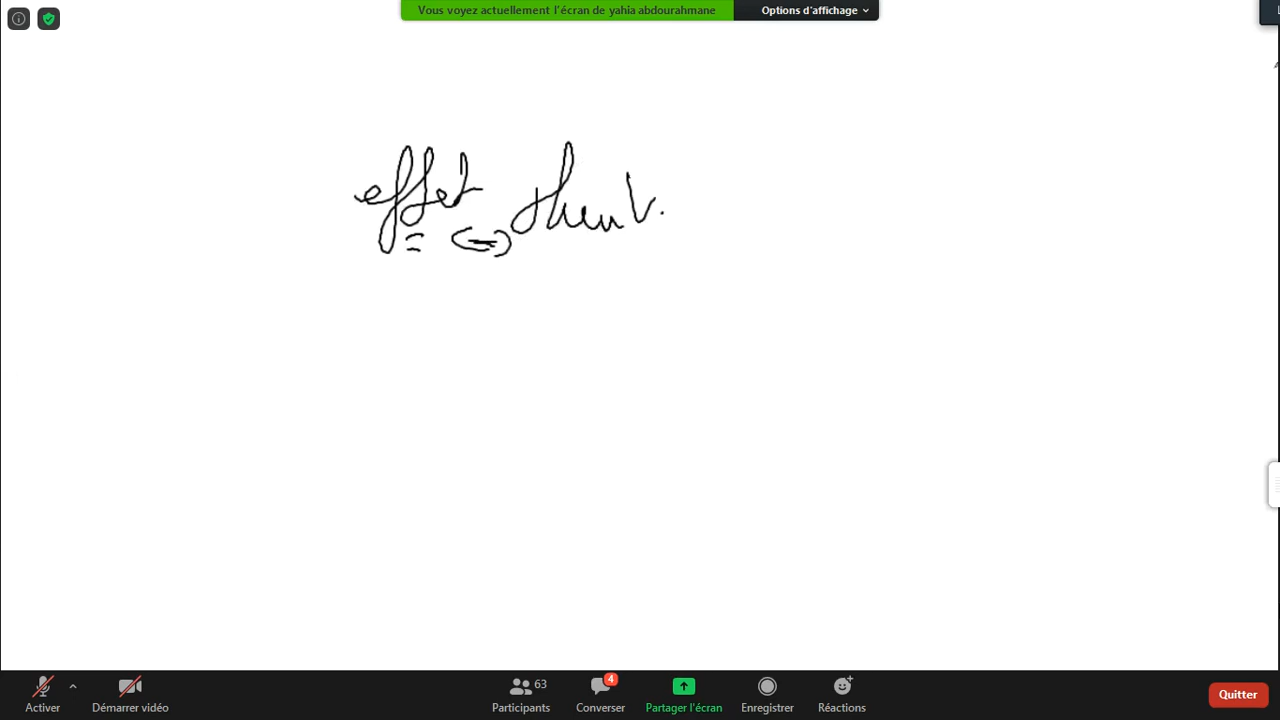 Vous voyez actuellement l'écran de yahia abdourahmane Options d'affichage
effet
Activer Démarrer vidéo 63 Participants 4 Converser Partager l'écran Enregistrer Réactions Quitter